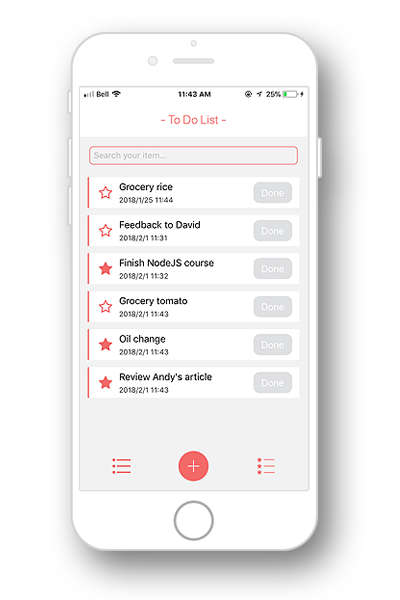 Bell
11:43 AM
25%
- To Do List -
Search your item...
Grocery rice
2018/1/25 11:44
Done
Feedback to David
2018/2/1 11:31
Done
Finish NodeJS course
2018/2/1 11:32
Done
Grocery tomato
2018/2/1 11:43
Done
Oil change
2018/2/1 11:43
Done
Review Andy's article
2018/2/1 11:43
Done